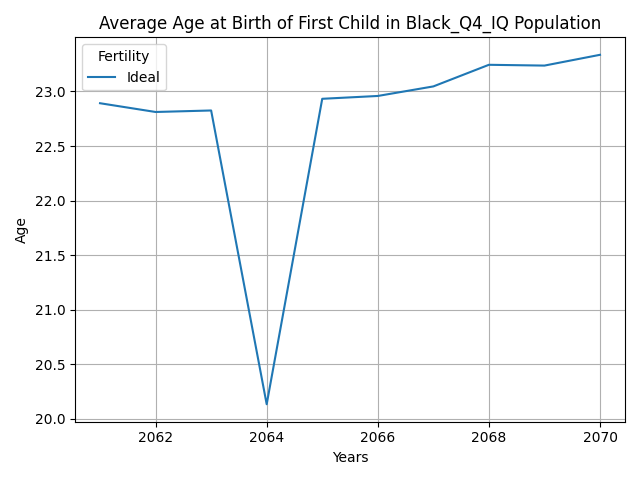 Average Age at Birth of First Child in Black_Q4_IQ Population
Fertility
Ideal
23.0
22.5
22.0
21.5
21.0
20.5
20.0
Age
2062 2064 2066 2068 2070
Years